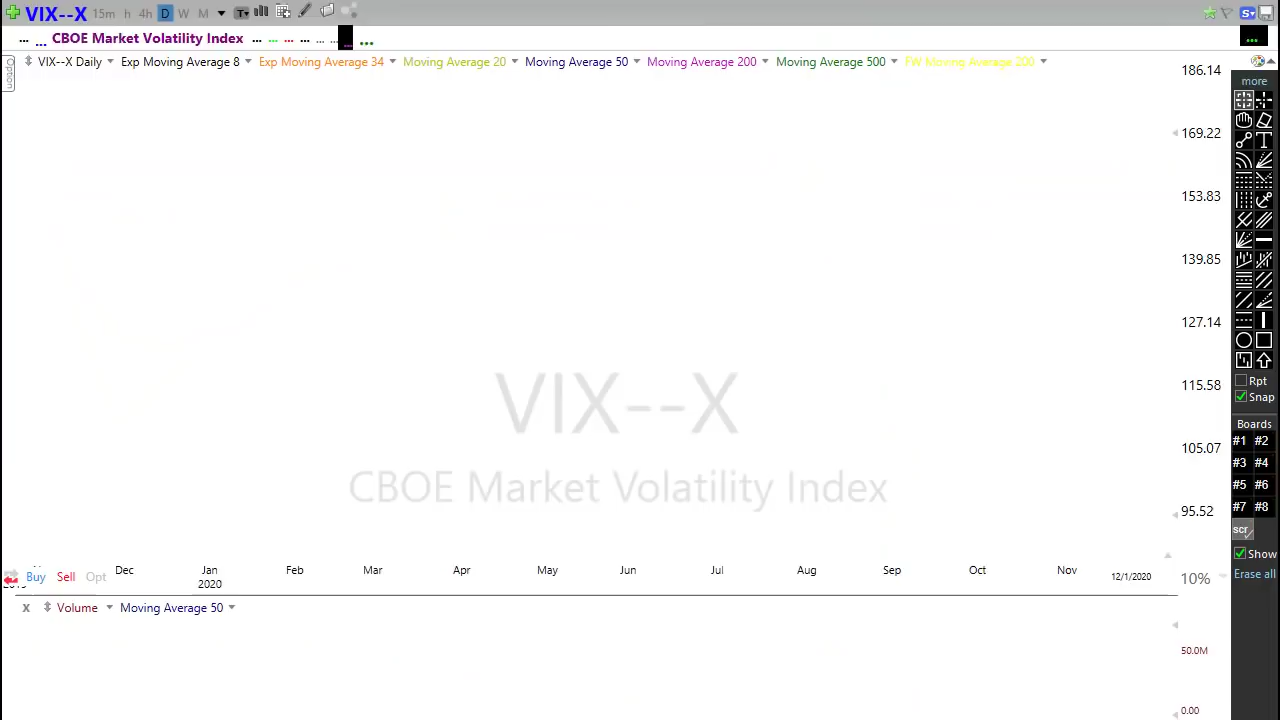 VIX--X 15m h 4h D W M T S
... ... CBOE Market Volatility Index ... ... ... ... ... ... ... ... ...
Option VIX--X Daily Exp Moving Average 8 Exp Moving Average 34 Moving Average 20 Moving Average 50 Moving Average 200 Moving Average 500 FW Moving Average 200
186.14
169.22
153.83
139.85
127.14
115.58
105.07
95.52
VIX--X
CBOE Market Volatility Index
Dec Jan Feb Mar Apr May Jun Jul Aug Sep Oct Nov 12/1/2020
2020
Buy Sell Opt 10%
x Volume Moving Average 50
50.0M
0.00
more
T
Rpt
Snap
Boards
#1 #2
#3 #4
#5 #6
#7 #8
scr
Show
Erase all